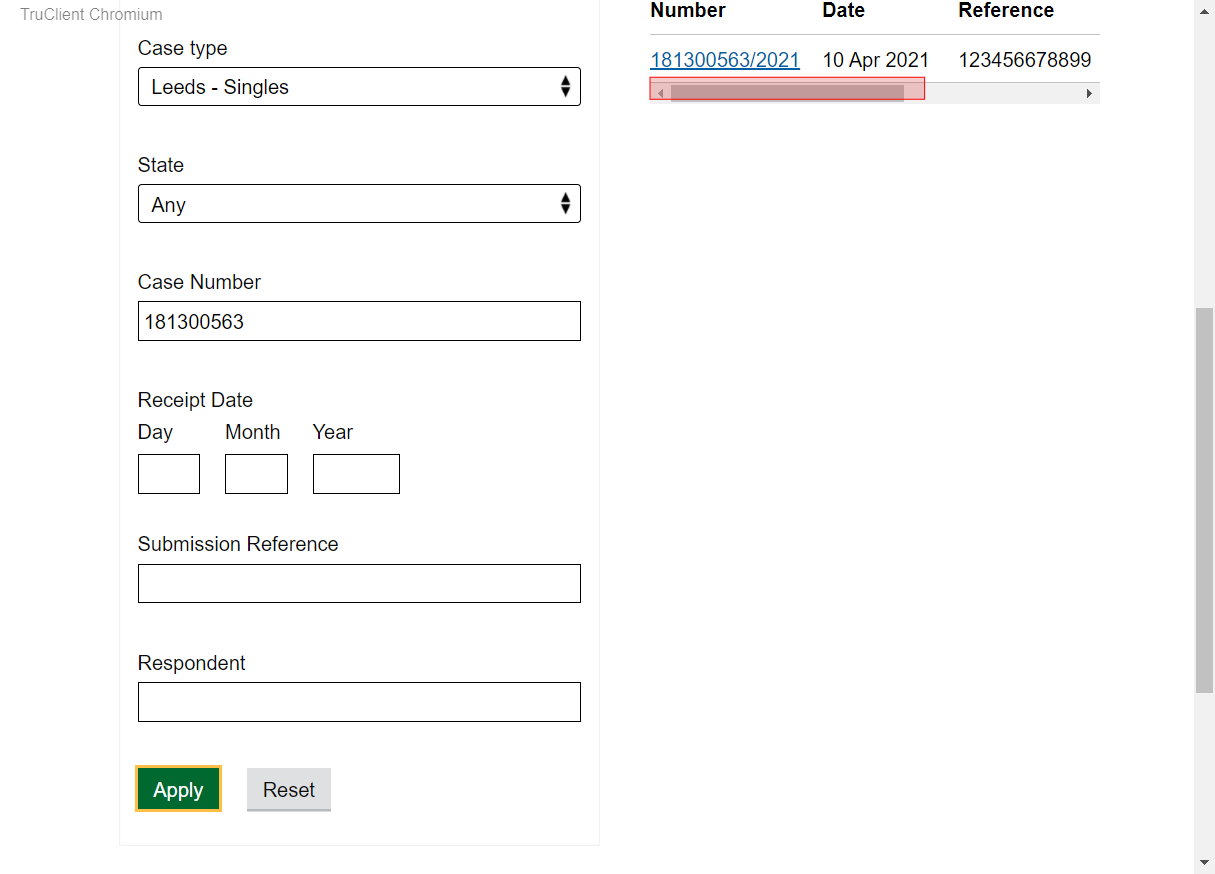 TruClient Chromium
Case type
Leeds - Singles
State
Any
Case Number
181300563
Receipt Date
Day Month Year
Submission Reference
Respondent
Apply Reset
Number Date Reference
181300563/2021 10 Apr 2021 123456678899